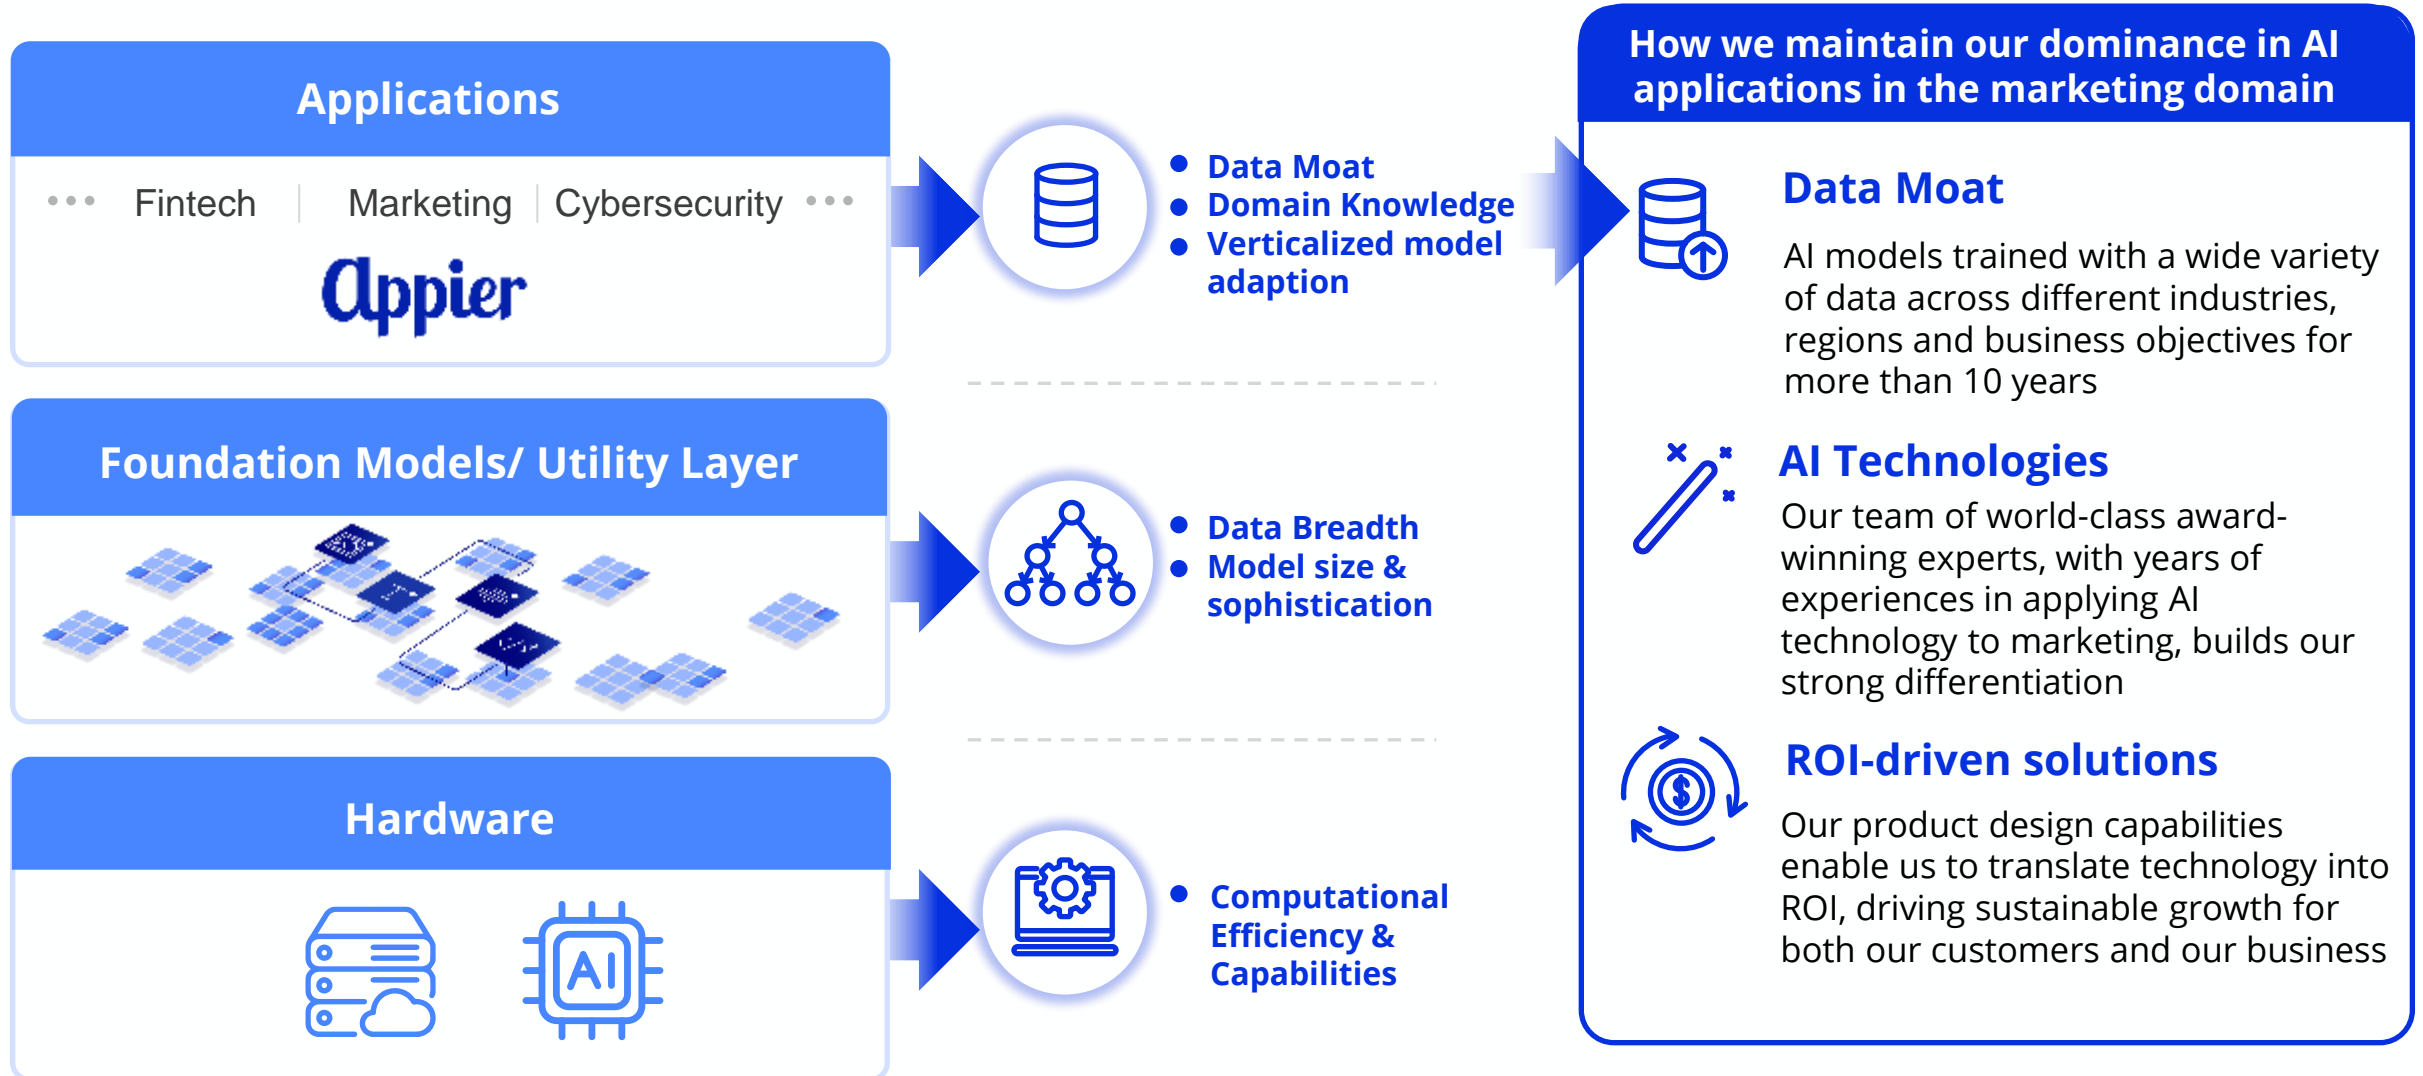 Applications
Fintech
Marketing
Cybersecurity
appier
Data Moat
Domain Knowledge
Verticalized model
adaption
Foundation Models/ Utility Layer
Data Breadth
Model size &
sophistication
Hardware
AI
Computational
Efficiency &
Capabilities
How we maintain our dominance in AI
applications in the marketing domain
Data Moat
AI models trained with a wide variety
of data across different industries,
regions and business objectives for
more than 10 years
AI Technologies
Our team of world-class award-
winning experts, with years of
experiences in applying AI
technology to marketing, builds our
strong differentiation
ROI-driven solutions
$
Our product design capabilities
enable us to translate technology into
ROI, driving sustainable growth for
both our customers and our business